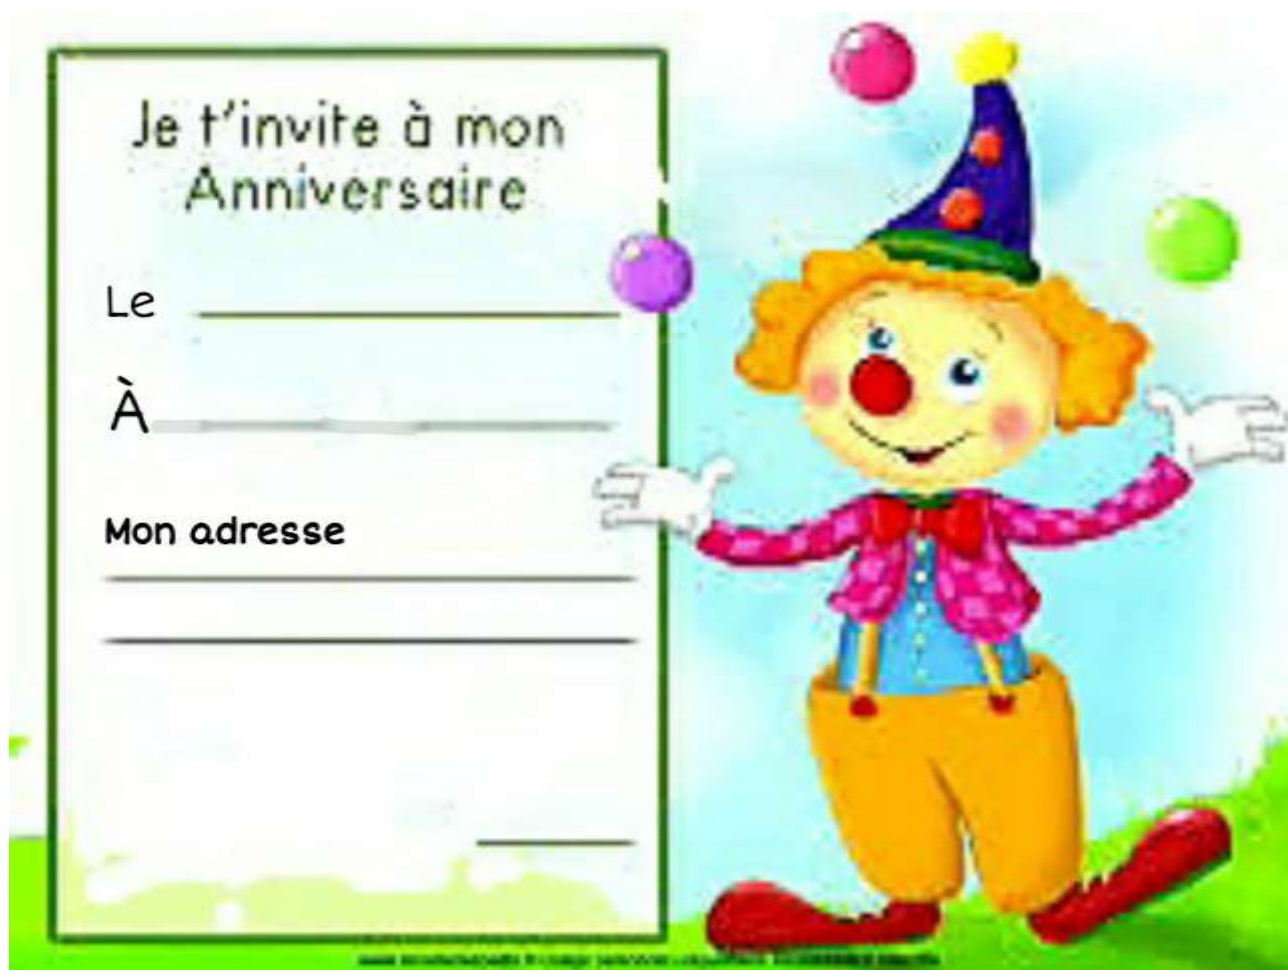 Je t'invite à mon
Anniversaire
Le
À
Mon adresse